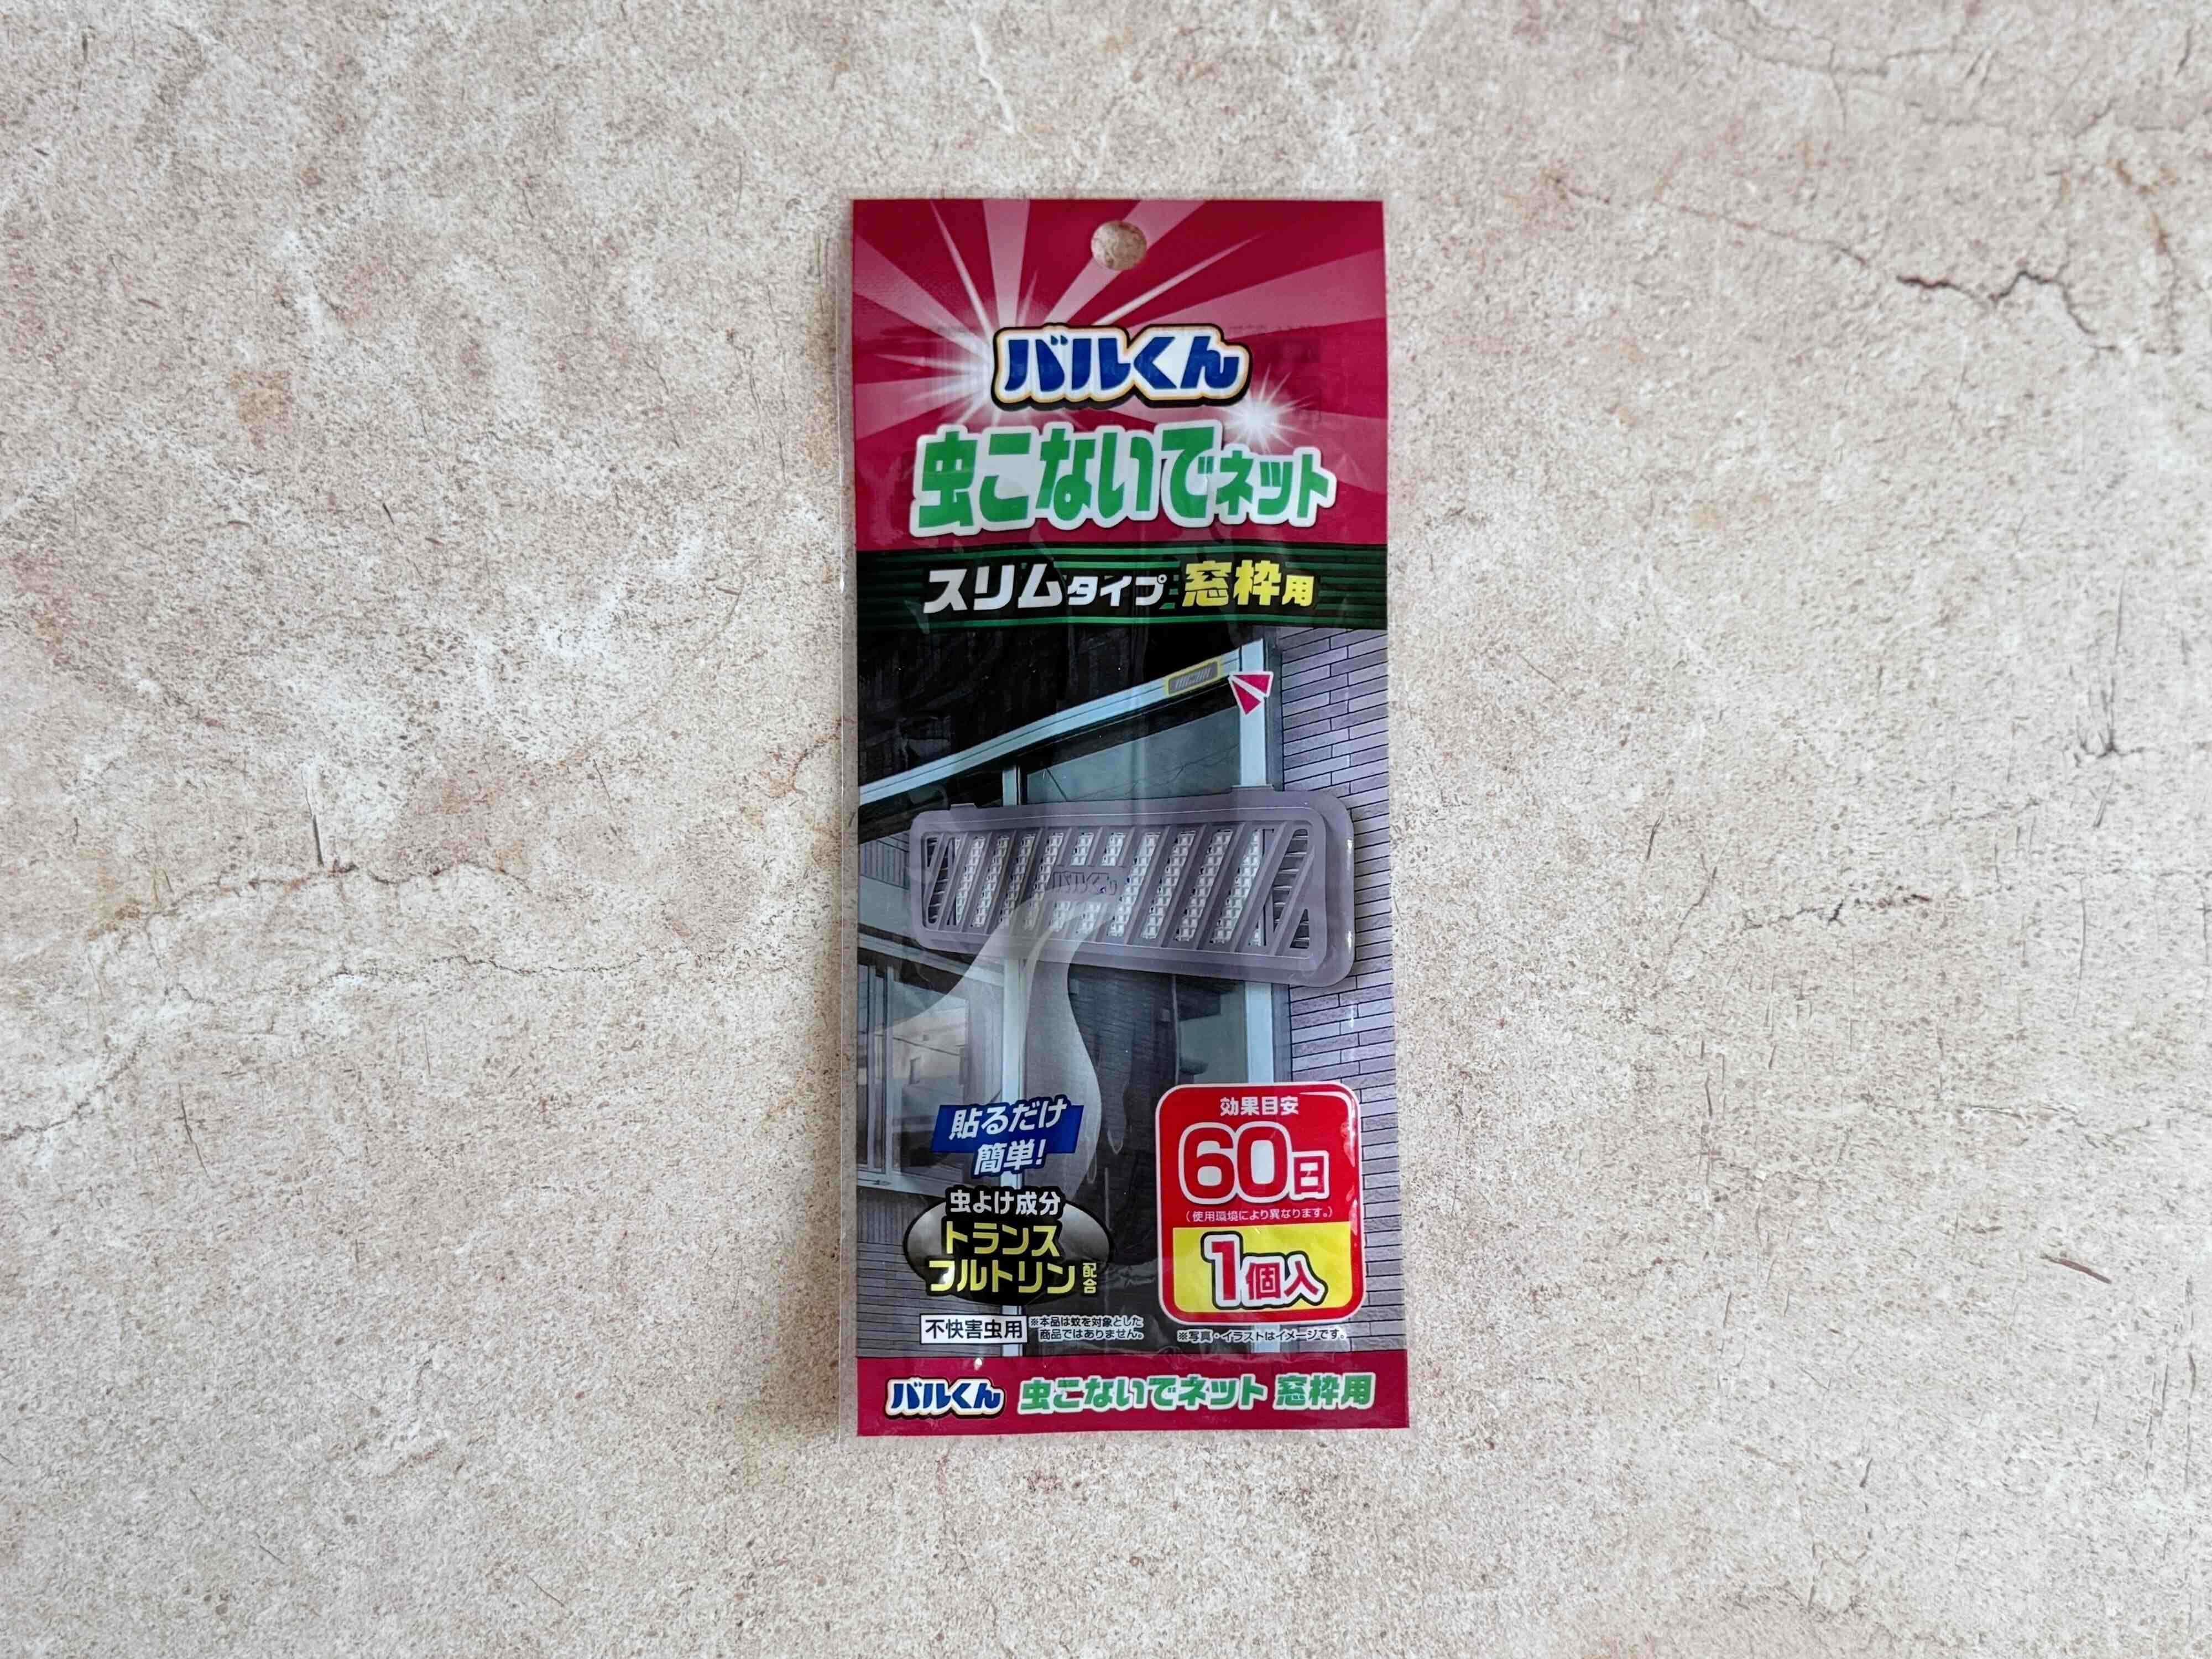 バルくん
虫こないでネット
スリムタイプ 窓枠用
バルくん
貼るだけ
簡単!
虫よけ成分
トランス
フルトリン配合
効果目安
60日
(使用環境により異なります。)
1個入
不快害虫用
※本品は蚊を対象とした
商品ではありません。
※写真・イラストはイメージです。
バルくん 虫こないでネット 窓枠用